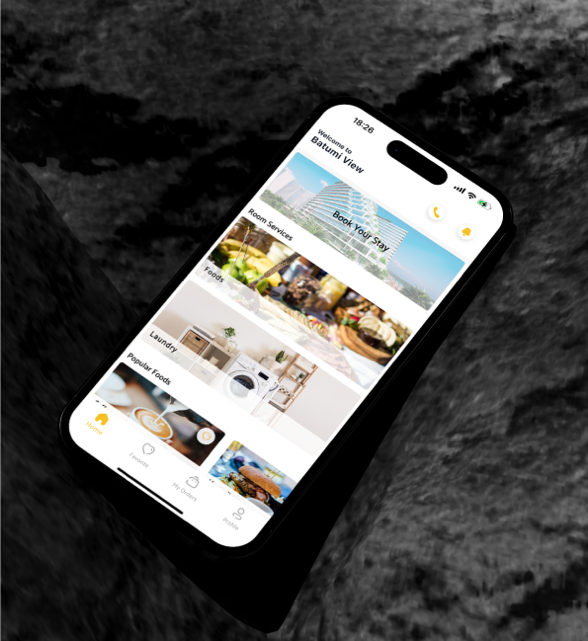 18:26
Welcome to
Batumi View
Book Your Stay
Room Services
Foods
Laundry
Popular Foods
Home
Favorite
My Orders
Profile